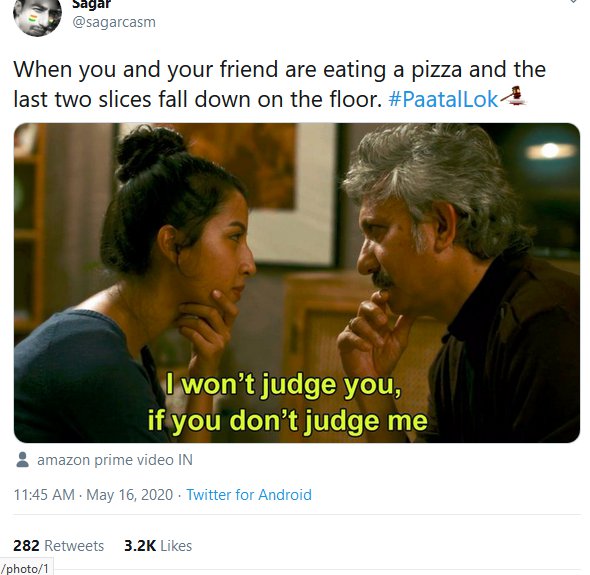 Sagar
@sagarcasm
When you and your friend are eating a pizza and the
last two slices fall down on the floor. #PaatalLok
I won't judge you,
if you don't judge me
amazon prime video IN
11:45 AM · May 16, 2020 · Twitter for Android
282 Retweets 3.2K Likes
/photo/1